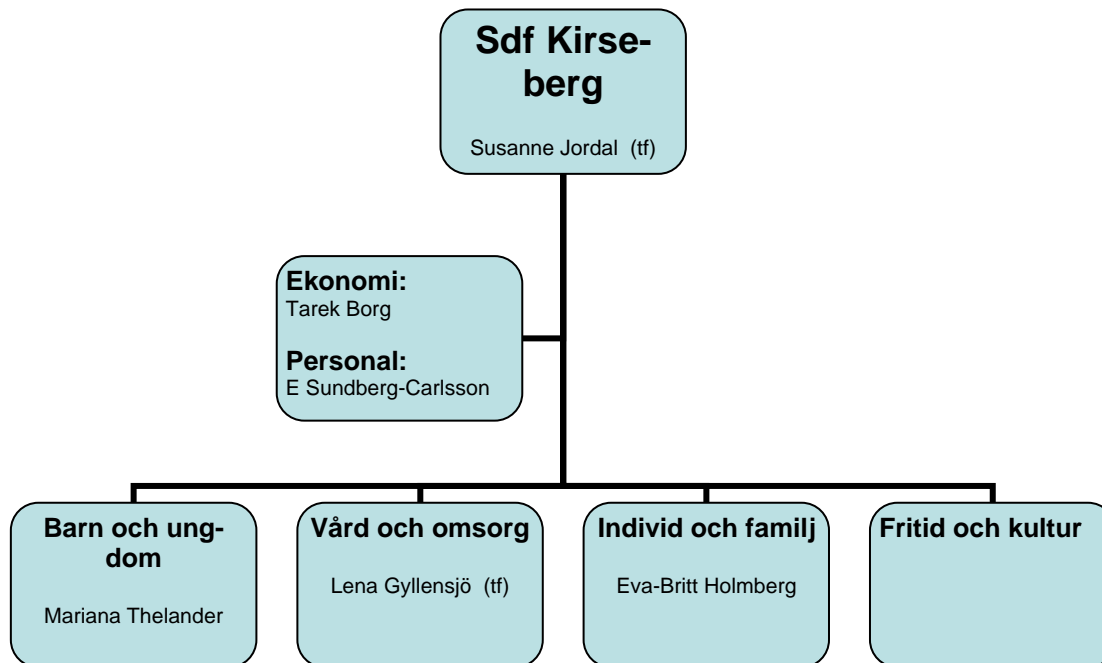 Sdf Kirse-
berg
Susanne Jordal (tf)
Ekonomi:
Tarek Borg
Personal:
E Sundberg-Carlsson
Barn och ung-
dom
Mariana Thelander
Vård och omsorg
Lena Gyllensjö (tf)
Individ och familj
Eva-Britt Holmberg
Fritid och kultur